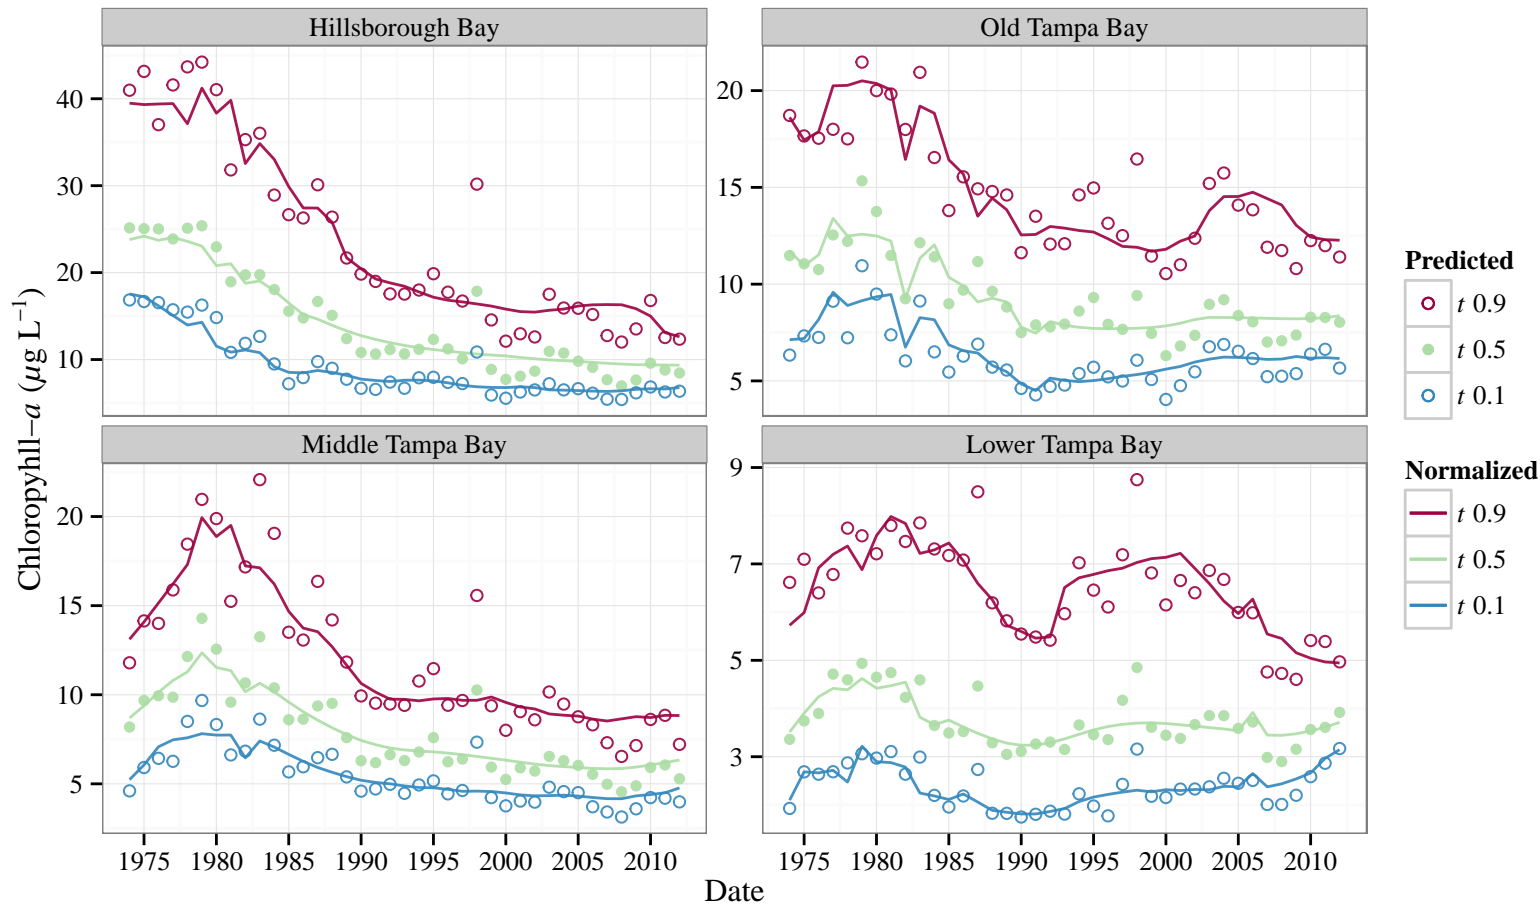 Hillsborough Bay
Old Tampa Bay
40
30
20
10
20
15
10
5
Middle Tampa Bay
Lower Tampa Bay
20
15
10
5
9
7
5
3
1975 1980 1985 1990 1995 2000 2005 2010
1975 1980 1985 1990 1995 2000 2005 2010
Date
Chloropyhll−a (µg L−1)
Predicted
t 0.9
t 0.5
t 0.1
Normalized
t 0.9
t 0.5
t 0.1